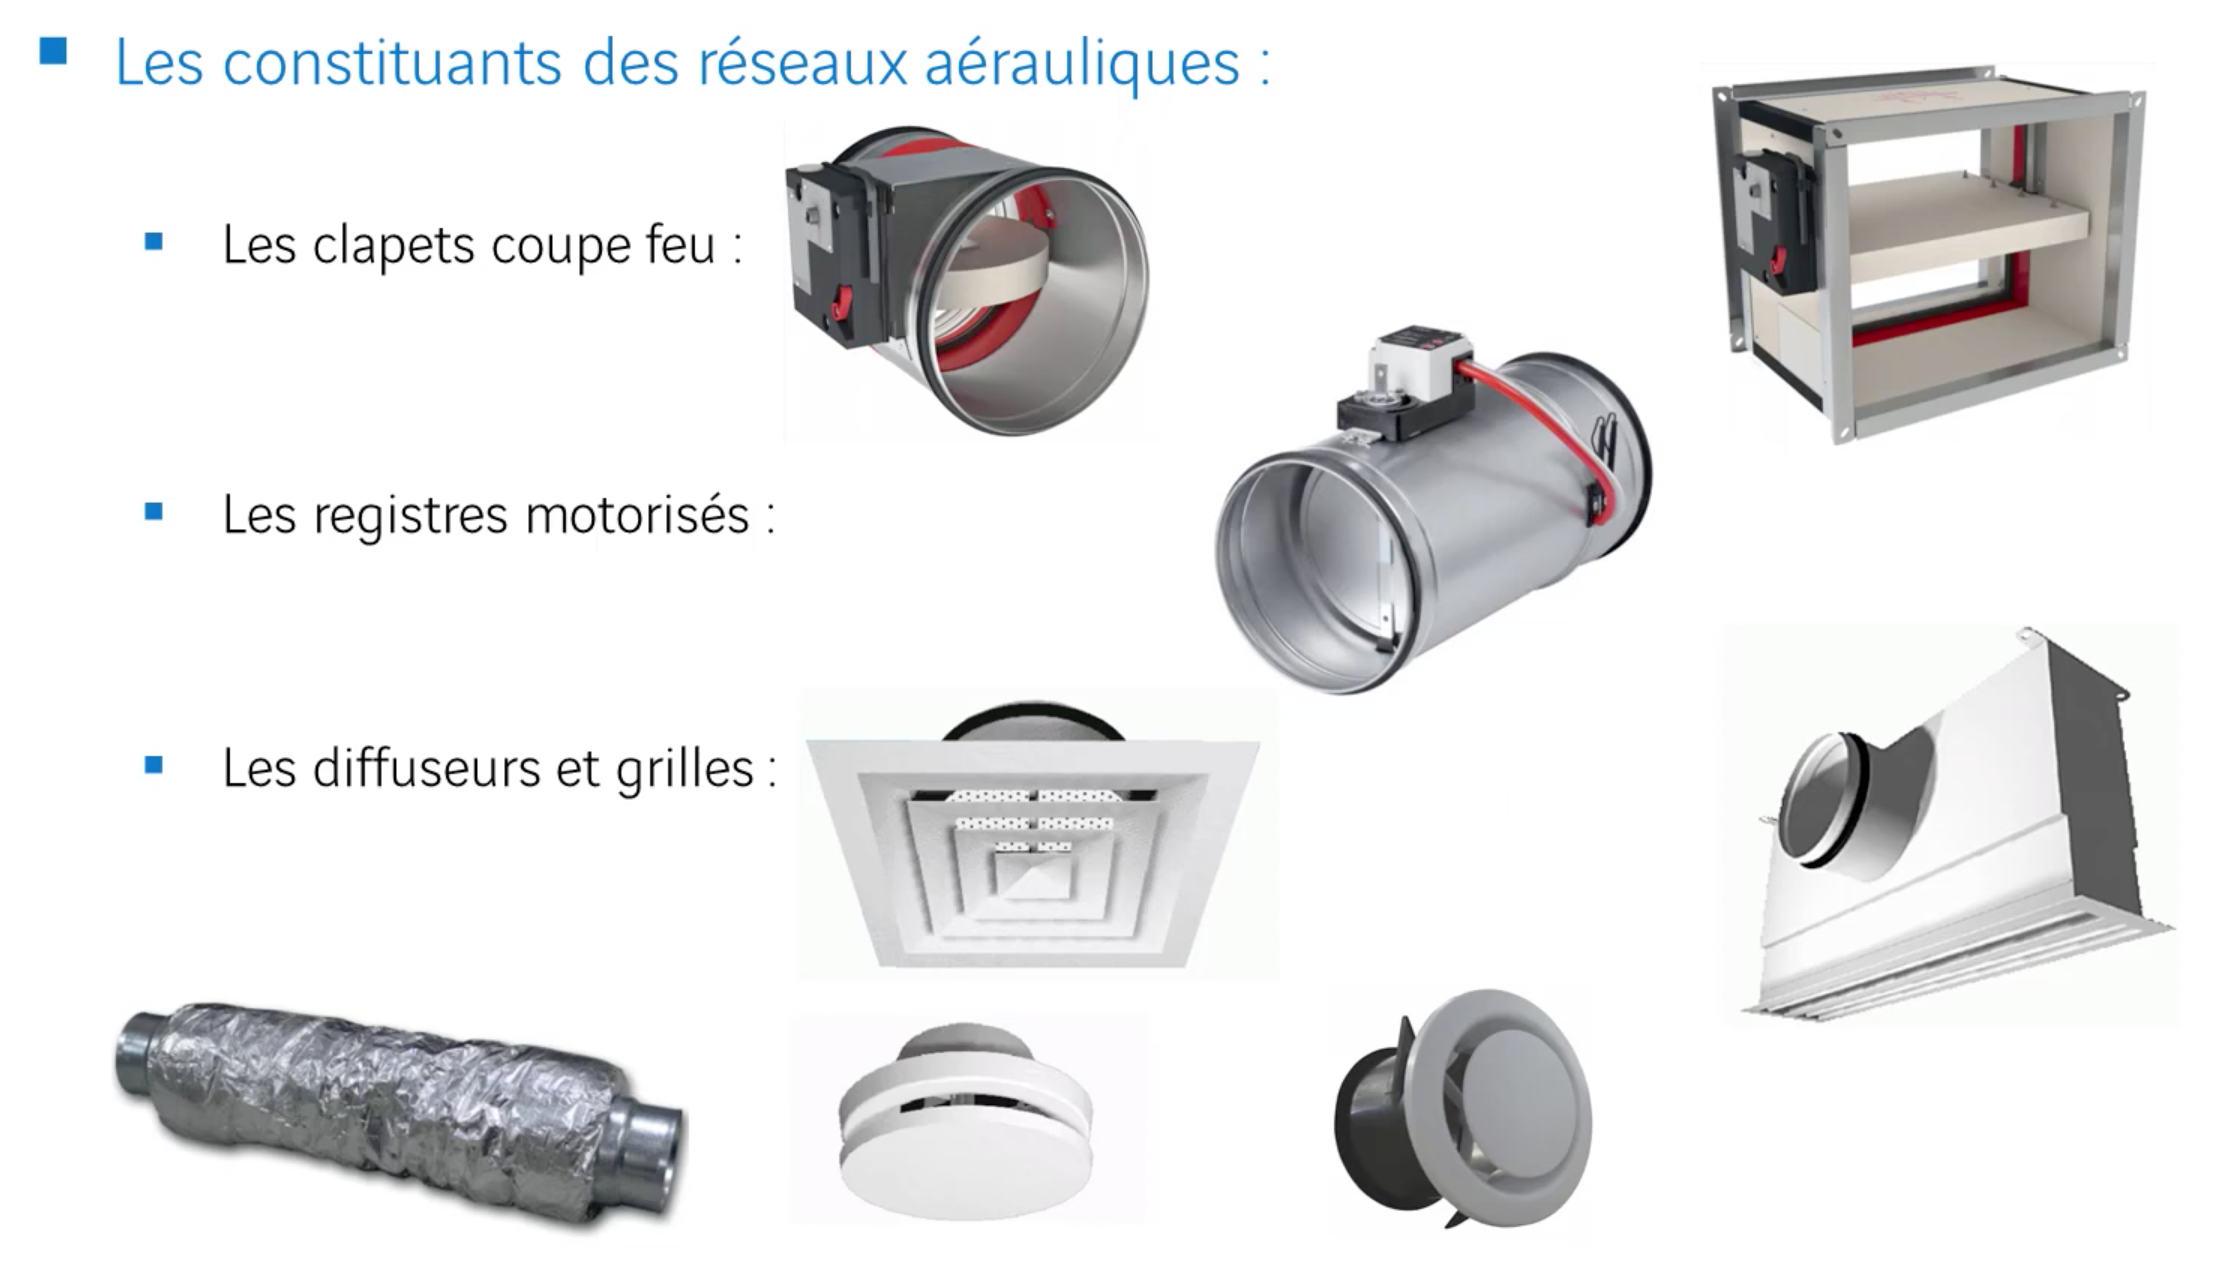 Les constituants des réseaux aérauliques :
Les clapets coupe feu :
Les registres motorisés :
Les diffuseurs et grilles :